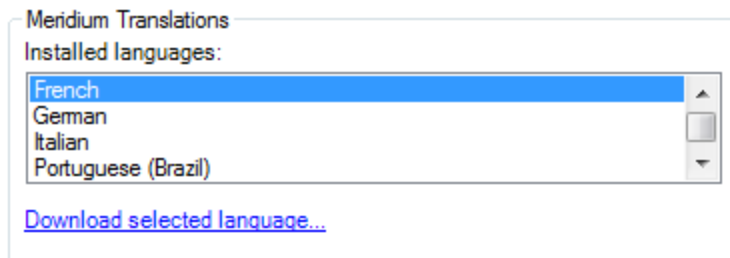 Meridium Translations
Installed languages:
French
German
Italian
Portuguese (Brazil)
Download selected language...